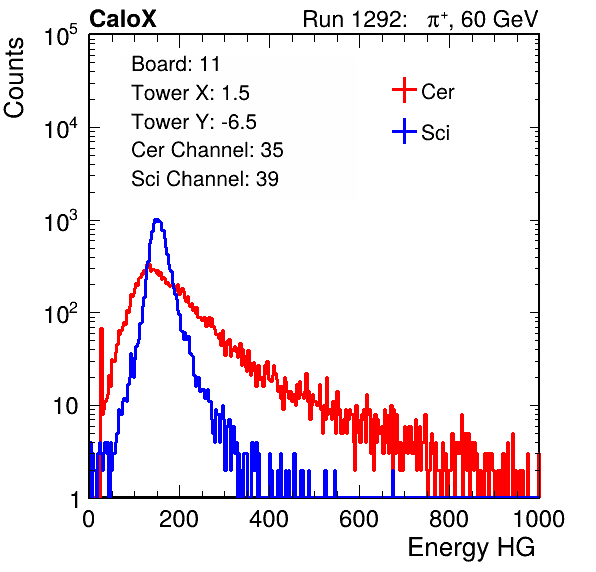 CaloX Run 1292: π⁺, 60 GeV
Board: 11
Tower X: 1.5
Tower Y: -6.5
Cer Channel: 35
Sci Channel: 39
Cer
Sci
Counts
10⁵
10⁴
10³
10²
10
1
0 200 400 600 800 1000
Energy HG